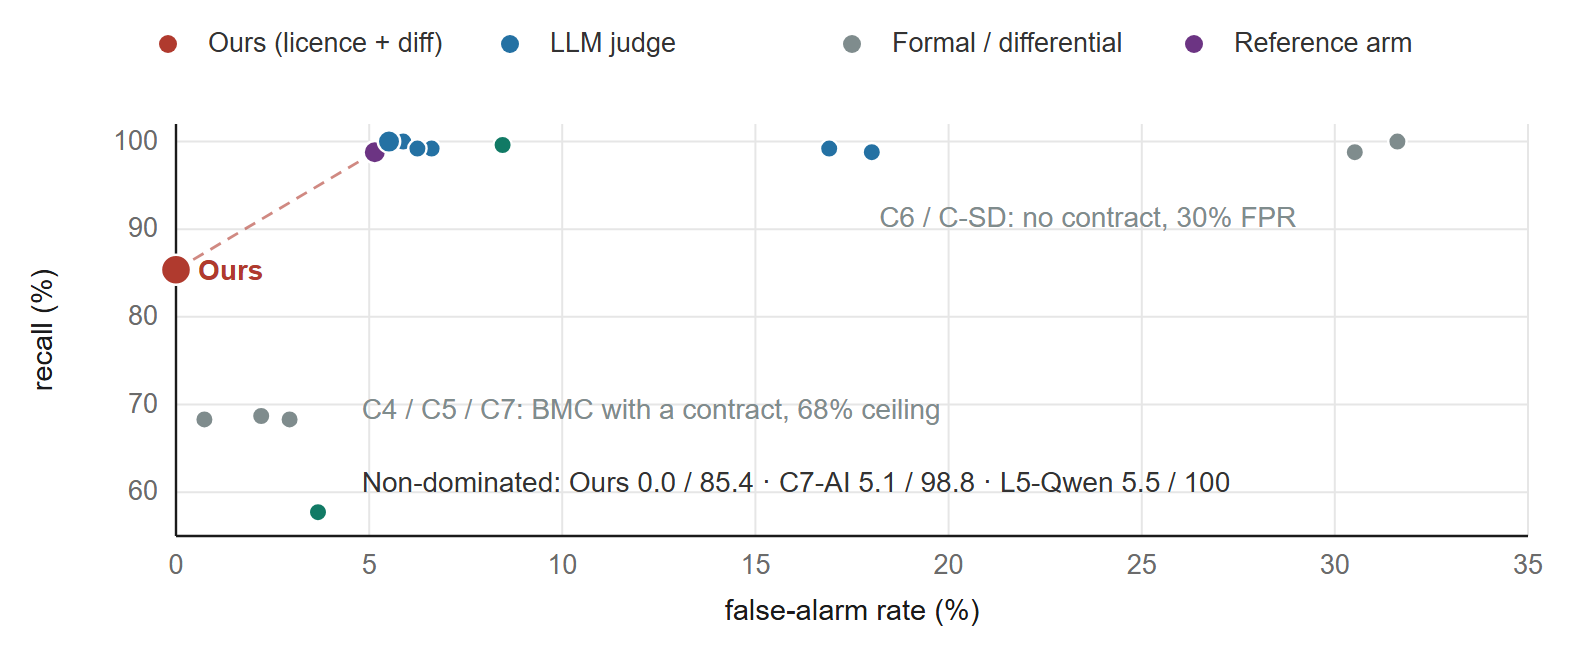 Ours (licence + diff) LLM judge Formal / differential Reference arm
100
90
80
70
60
recall (%)
Ours
C6 / C-SD: no contract, 30% FPR
C4 / C5 / C7: BMC with a contract, 68% ceiling
Non-dominated: Ours 0.0 / 85.4 · C7-AI 5.1 / 98.8 · L5-Qwen 5.5 / 100
0 5 10 15 20 25 30 35
false-alarm rate (%)